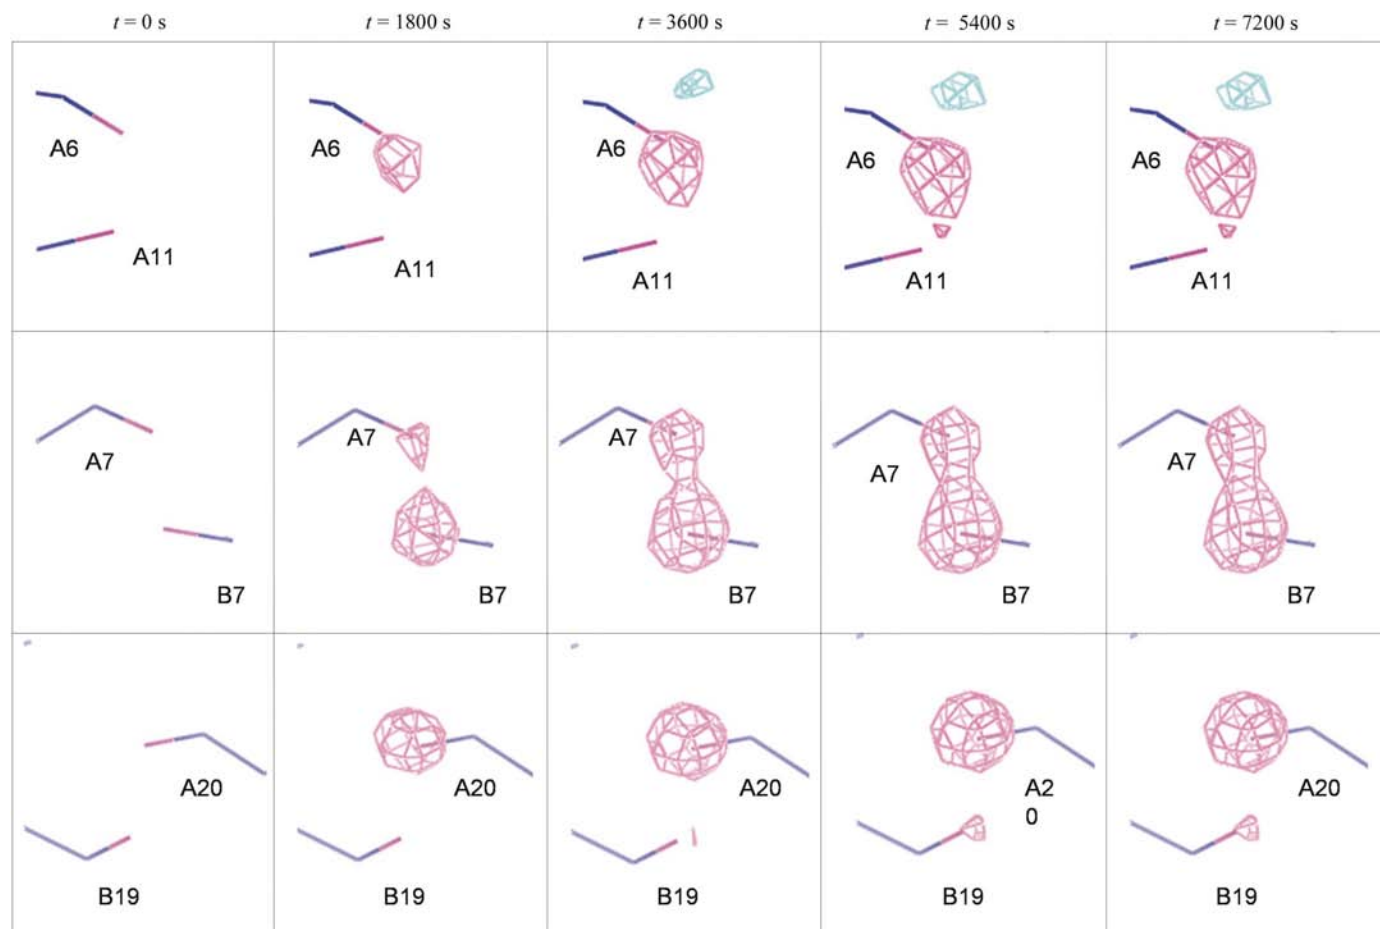 t = 0 s t = 1800 s t = 3600 s t = 5400 s t = 7200 s
A6 A6 A6 A6 A6
A11 A11 A11 A11 A11
A7 A7 A7 A7 A7
B7 B7 B7 B7 B7
A20 A20 A20 A2 A20
0
B19 B19 B19 B19 B19